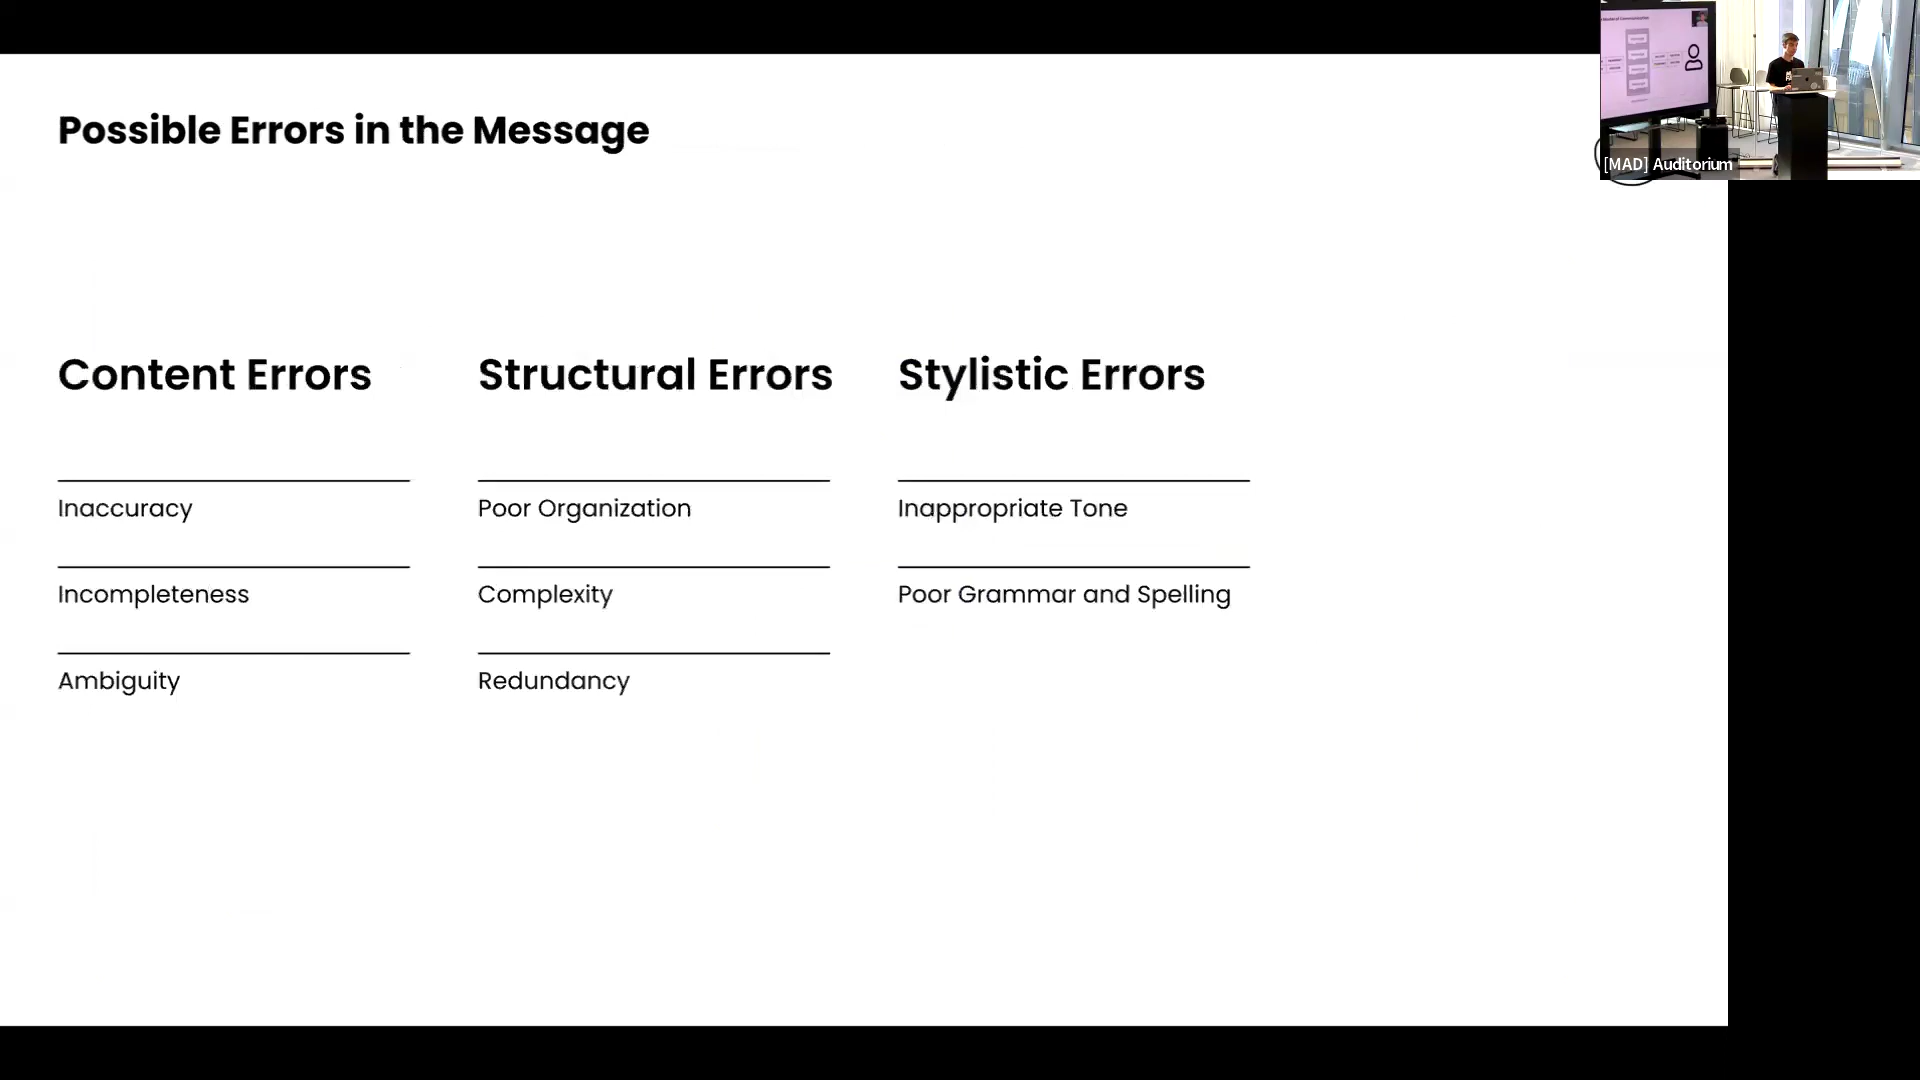 Possible Errors in the Message
[MAD] Auditorium
Content Errors
Inaccuracy
Incompleteness
Ambiguity
Structural Errors
Poor Organization
Complexity
Redundancy
Stylistic Errors
Inappropriate Tone
Poor Grammar and Spelling